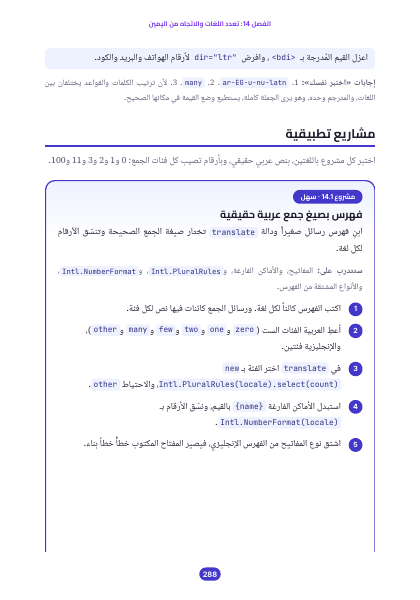 الفصل 14: تعدد اللغات والاتجاه من اليمين
اعزل القيم المُدرجة بـ <bdi>، وافرض dir="ltr" لأرقام الهواتف والبريد والكود.
إجابات «اختبر نفسك»: 1. ar-EG-u-nu-latn. 2. many. 3. لأن ترتيب الكلمات والقواعد يختلفان بين
اللغات، والمترجم وحده، وهو يرى الجملة كاملة، يستطيع وضع القيمة في مكانها الصحيح.
مشاريع تطبيقية
اختبر كل مشروع باللغتين، بنص عربي حقيقي، وبأرقام تصيب كل فئات الجمع: 0 و1 و2 و3 و11 و100.
مشروع 14.1 · سهل
فهرس بصيغ جمع عربية حقيقية
ابنِ فهرس رسائل صغيراً ودالة translate تختار صيغة الجمع الصحيحة وتنسّق الأرقام
لكل لغة.
ستتدرب على: المفاتيح، والأماكن الفارغة، وIntl.PluralRules، وIntl.NumberFormat،
والأنواع المشتقة من الفهرس.
1 اكتب الفهرس كائناً لكل لغة. ورسائل الجمع كائنات فيها نص لكل فئة.
2 أعطِ العربية الفئات الست (zero و one و two و few و many و other)،
والإنجليزية فئتين.
3 في translate اختر الفئة بـ new
Intl.PluralRules(locale).select(count)، والاحتياط other.
4 استبدل الأماكن الفارغة {name} بالقيم، ونسّق الأرقام بـ
Intl.NumberFormat(locale).
5 اشتق نوع المفاتيح من الفهرس الإنجليزي، فيصير المفتاح المكتوب خطأً خطأَ بناء.
288